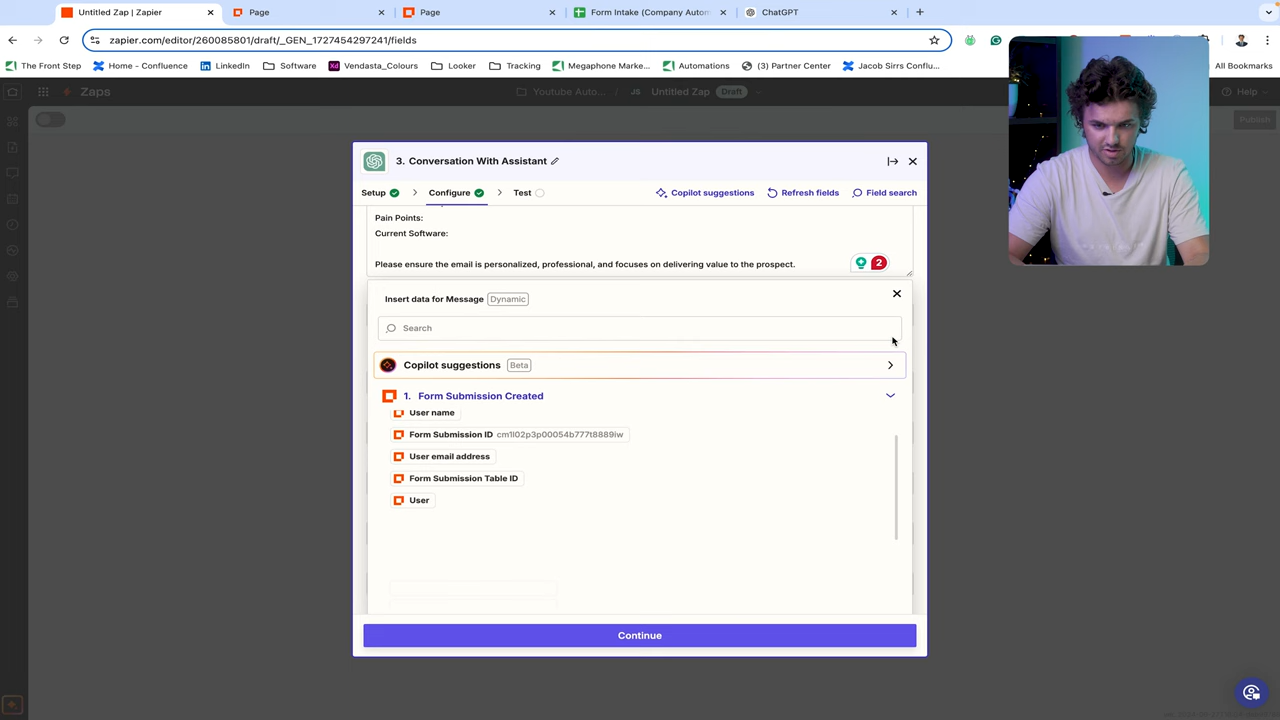 Untitled Zap | Zapier
Page
Page
Form Intake (Company Autom
ChatGPT
zapier.com/editor/260085801/draft/_GEN_1727454297241/fields
The Front Step
Home - Confluence
LinkedIn
Software
Vendasta_Colours
Looker
Tracking
Megaphone Marke...
Automations
(3) Partner Center
Jacob Sirrs Conflu...
All Bookmarks
Zaps
Youtube Auto... / JS Untitled Zap Draft
Help
Publish
3. Conversation With Assistant
Setup
Configure
Test
Copilot suggestions
Refresh fields
Field search
Pain Points:
Current Software:
Please ensure the email is personalized, professional, and focuses on delivering value to the prospect.
2
Insert data for Message Dynamic
Search
Copilot suggestions Beta
1. Form Submission Created
User name
Form Submission ID cm1l02p3p00054b777t8889iw
User email address
Form Submission Table ID
User
Continue